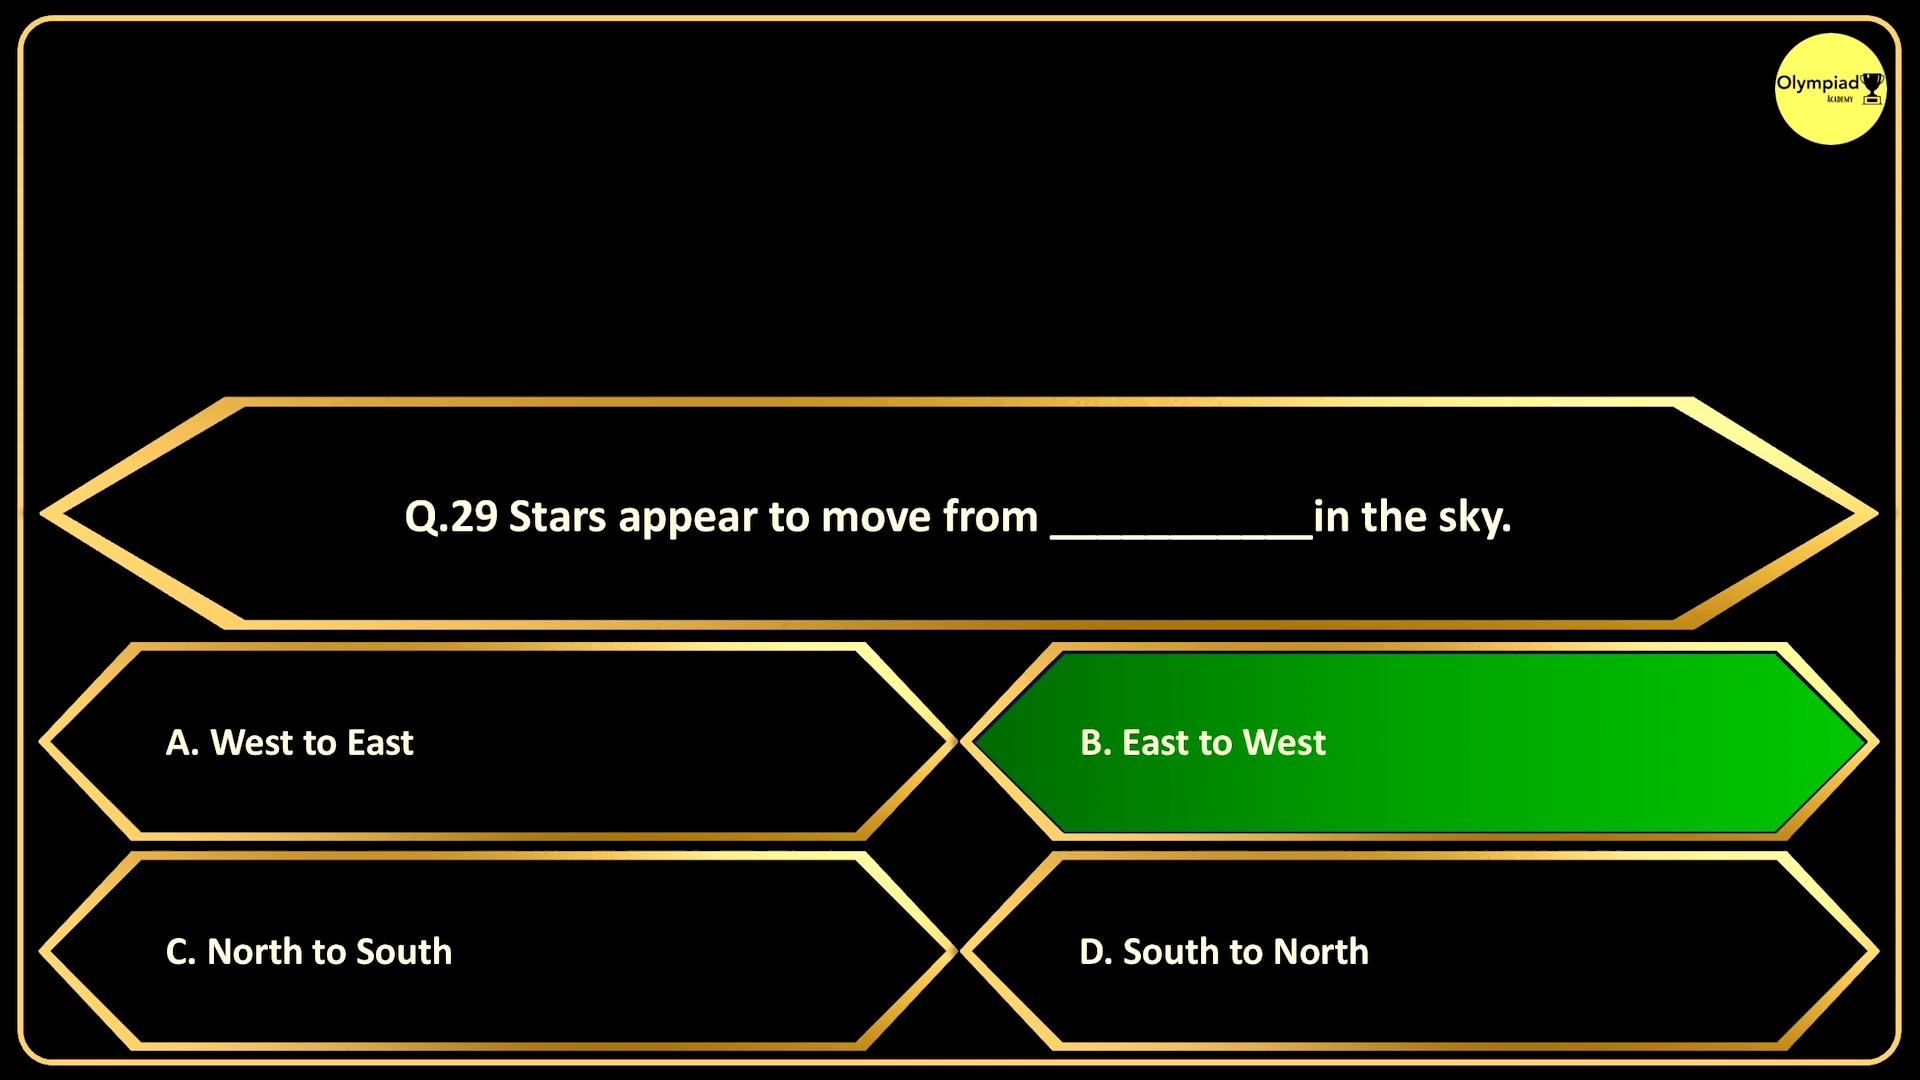 Olympiad
ACADEMY
Q.29 Stars appear to move from ___________in the sky.
A. West to East
B. East to West
C. North to South
D. South to North